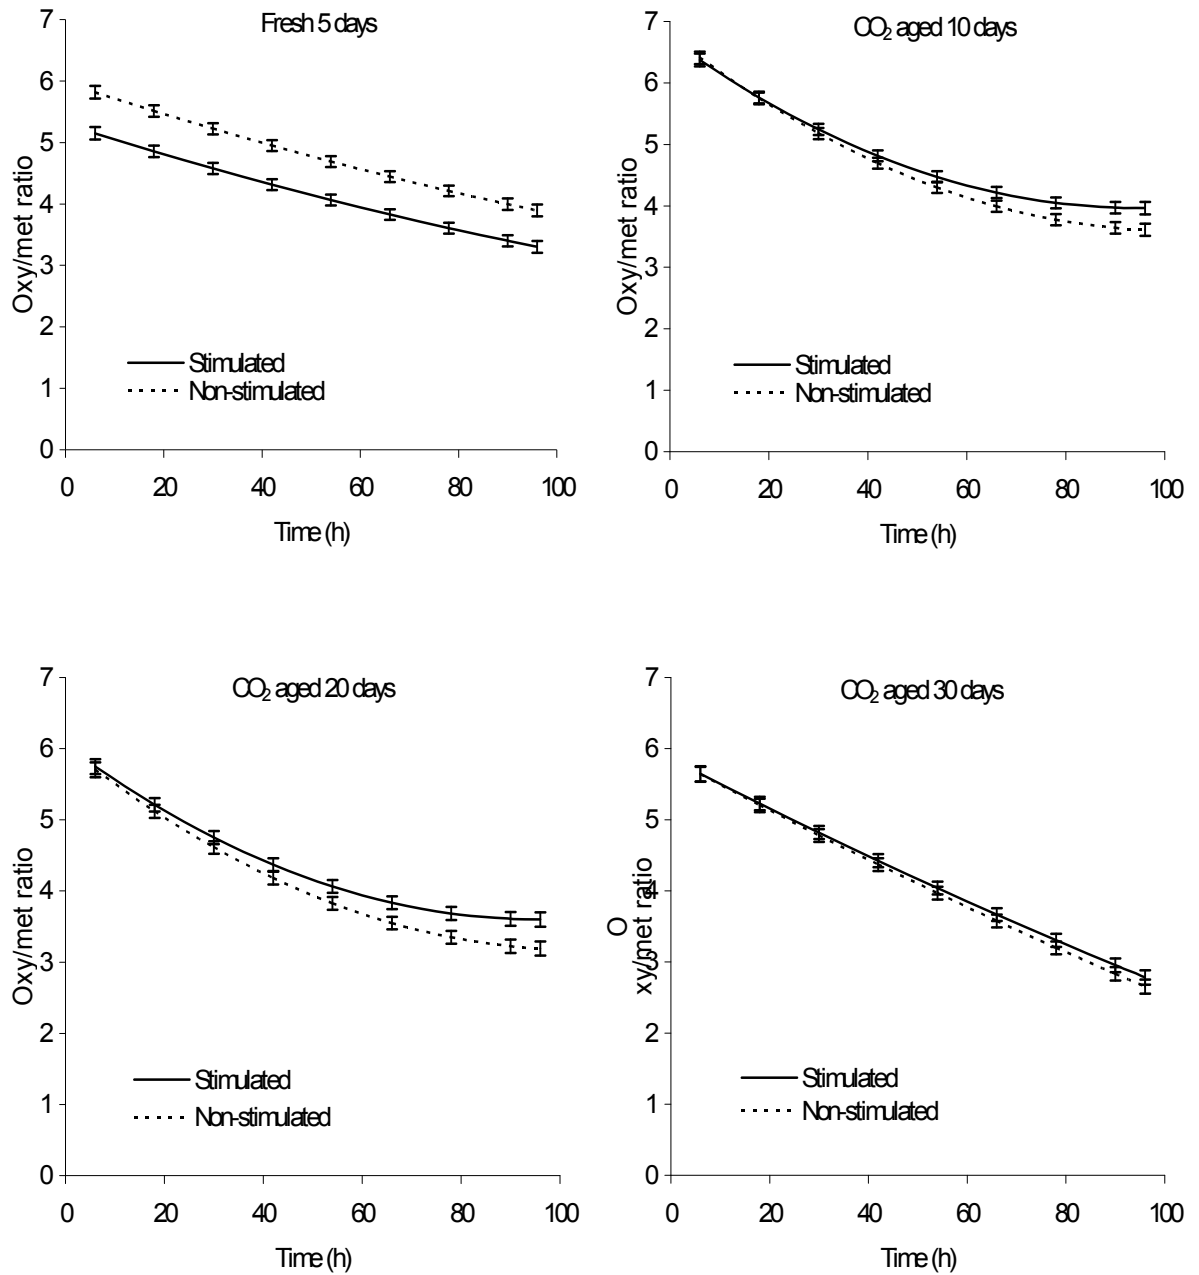 Fresh 5 days
7
6
5
4
3
2
1
0
Oxy/met ratio
Stimulated
Non-stimulated
0 20 40 60 80 100
Time (h)
CO₂ aged 10 days
7
6
5
4
3
2
1
0
Oxy/met ratio
Stimulated
Non-stimulated
0 20 40 60 80 100
Time (h)
CO₂ aged 20 days
7
6
5
4
3
2
1
0
Oxy/met ratio
Stimulated
Non-stimulated
0 20 40 60 80 100
Time (h)
CO₂ aged 30 days
7
6
5
4
3
2
1
0
O
xy/met ratio
Stimulated
Non-stimulated
0 20 40 60 80 100
Time (h)